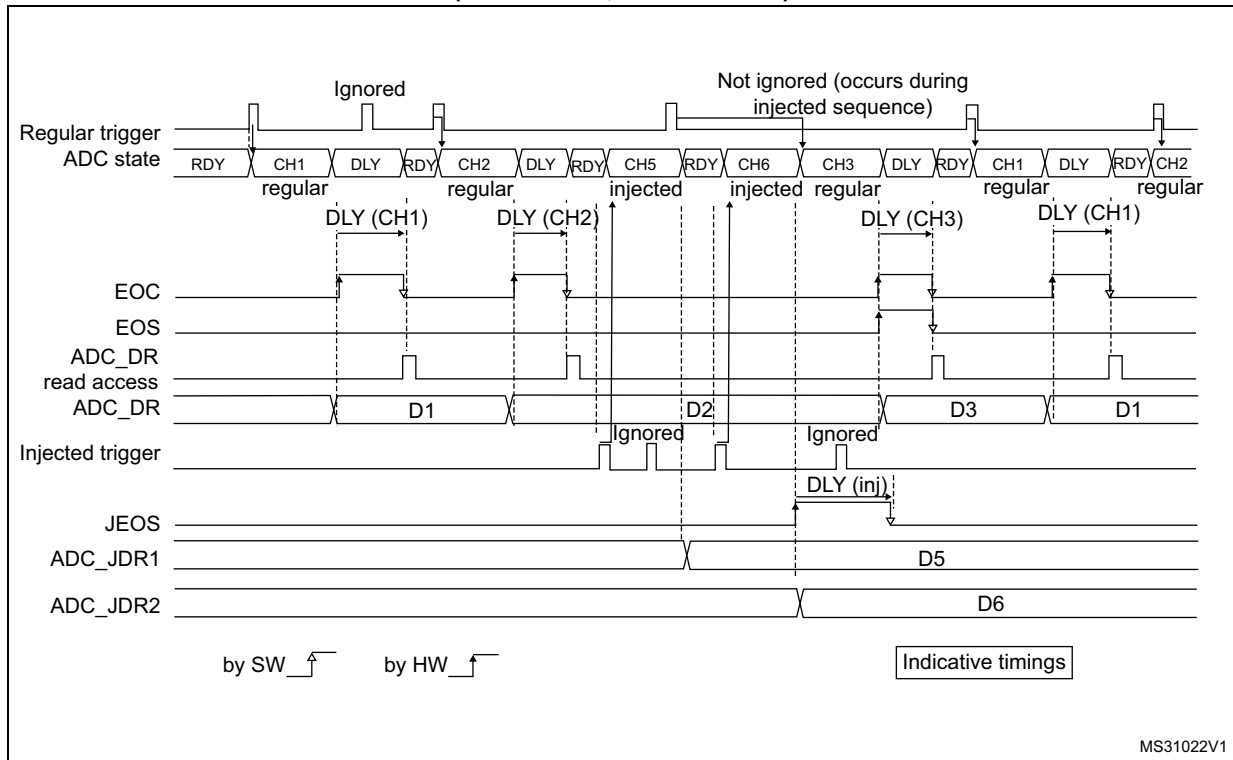 Ignored
Not ignored (occurs during
injected sequence)
Regular trigger
ADC state
RDY CH1 DLY RDY CH2 DLY RDY CH5 RDY CH6 CH3 DLY RDY CH1 DLY RDY CH2
regular regular injected injected regular regular regular
DLY (CH1) DLY (CH2) DLY (CH3) DLY (CH1)
EOC
EOS
ADC_DR
read access
ADC_DR D1 D2 D3 D1
Ignored Ignored
Injected trigger
DLY (inj)
JEOS
ADC_JDR1 D5
ADC_JDR2 D6
by SW by HW Indicative timings
MS31022V1